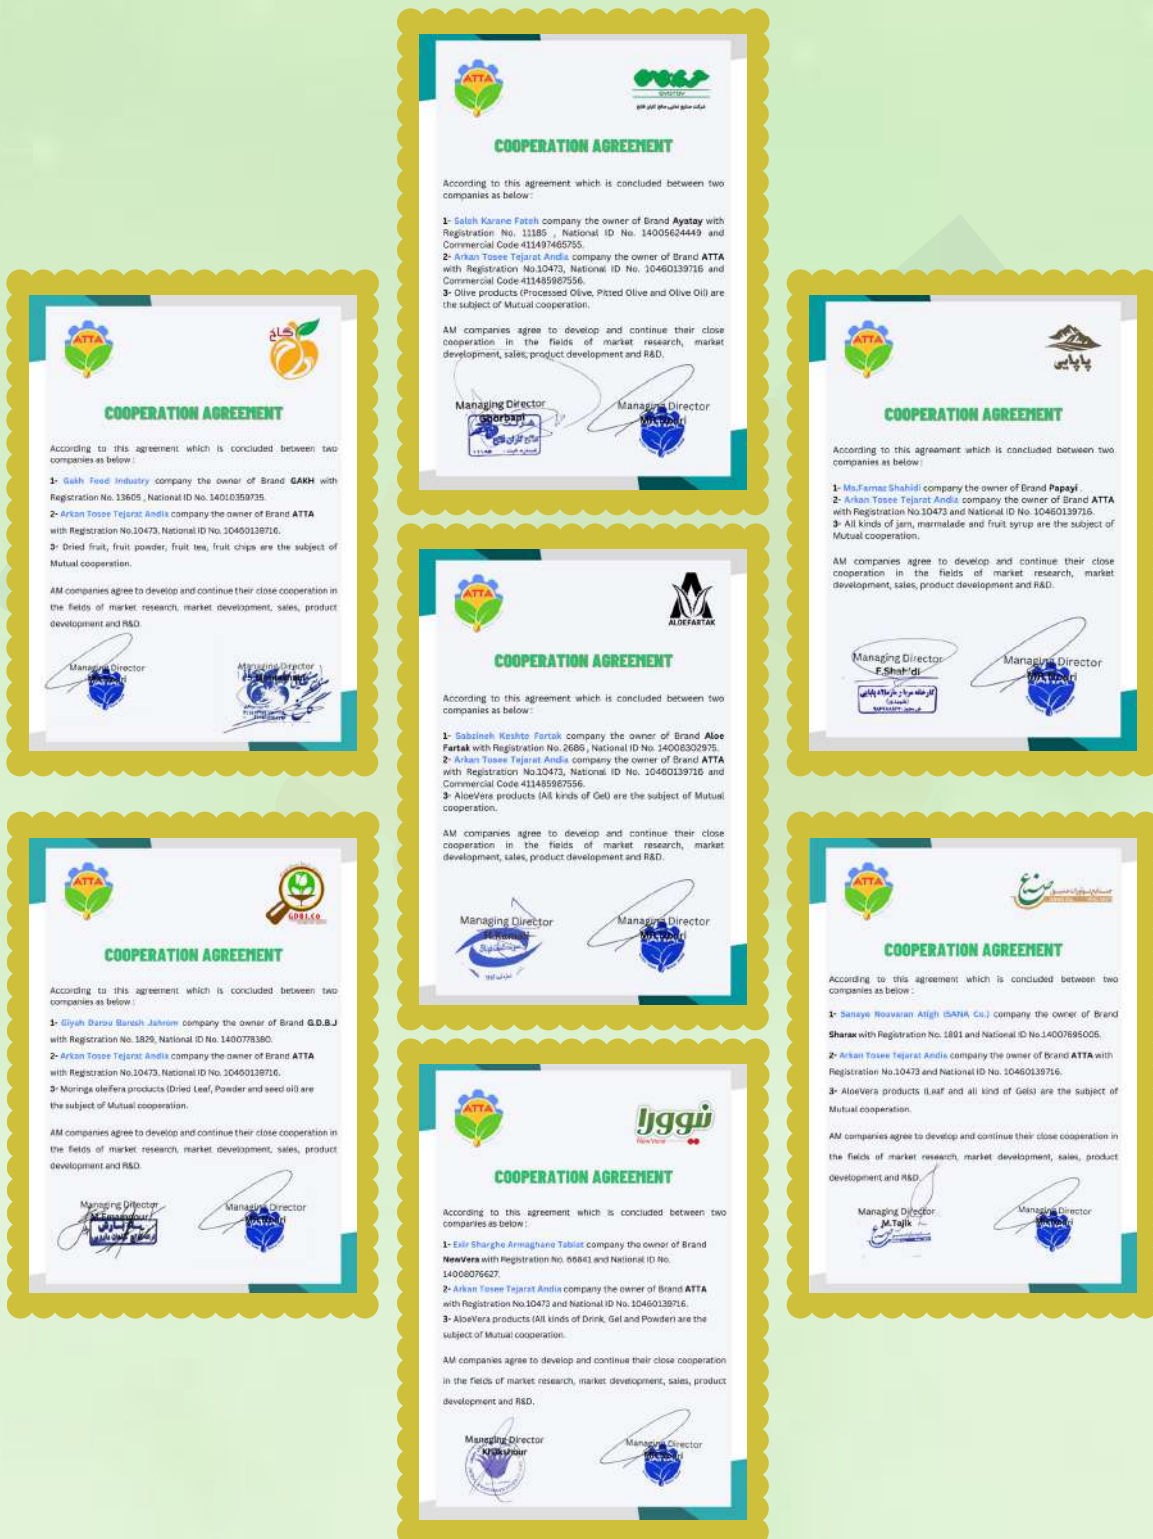 ATTA
AYATAY
شرکت صنایع غذایی صالح کاران فاتح
COOPERATION AGREEMENT
According to this agreement which is concluded between two
companies as below :
1- Saleh Karane Fateh company the owner of Brand Ayatay with
Registration No. 11185 , National ID No. 14005624449 and
Commercial Code 411497465755.
2- Arkan Tosee Tejarat Andia company the owner of Brand ATTA
with Registration No.10473, National ID No. 10460139716 and
Commercial Code 411485987556.
3- Olive products (Processed Olive, Pitted Olive and Olive Oil) are
the subject of Mutual cooperation.
AM companies agree to develop and continue their close
cooperation in the fields of market research, market
development, sales, product development and R&D.
Managing Director
Managing Director
ATTA
گاخ
COOPERATION AGREEMENT
According to this agreement which is concluded between two
companies as below :
1- Gakh Food Industry company the owner of Brand GAKH with
Registration No. 13605 , National ID No. 14010359735.
2- Arkan Tosee Tejarat Andia company the owner of Brand ATTA
with Registration No.10473, National ID No. 10460139716.
3- Dried fruit, fruit powder, fruit tea, fruit chips are the subject of
Mutual cooperation.
AM companies agree to develop and continue their close cooperation in
the fields of market research, market development, sales, product
development and R&D.
Managing Director
Managing Director
ATTA
پاپایی
COOPERATION AGREEMENT
According to this agreement which is concluded between two
companies as below :
1- Ms.Farnaz Shahidi company the owner of Brand Papayi .
2- Arkan Tosee Tejarat Andia company the owner of Brand ATTA
with Registration No.10473 and National ID No. 10460139716.
3- All kinds of jam, marmalade and fruit syrup are the subject of
Mutual cooperation.
AM companies agree to develop and continue their close
cooperation in the fields of market research, market
development, sales, product development and R&D.
Managing Director
F.Shahidi
Managing Director
ATTA
ALOEFARTAK
COOPERATION AGREEMENT
According to this agreement which is concluded between two
companies as below :
1- Sabzineh Keshte Fartak company the owner of Brand Aloe
Fartak with Registration No. 2686 , National ID No. 14008302975.
2- Arkan Tosee Tejarat Andia company the owner of Brand ATTA
with Registration No.10473, National ID No. 10460139716 and
Commercial Code 411485987556.
3- AloeVera products (All kinds of Gel) are the subject of Mutual
cooperation.
AM companies agree to develop and continue their close
cooperation in the fields of market research, market
development, sales, product development and R&D.
Managing Director
Managing Director
ATTA
GDBJ.CO
COOPERATION AGREEMENT
According to this agreement which is concluded between two
companies as below :
1- Giyah Darou Baresh Jahrom company the owner of Brand G.D.B.J
with Registration No. 1829, National ID No. 1400778380.
2- Arkan Tosee Tejarat Andia company the owner of Brand ATTA
with Registration No.10473, National ID No. 10460139716.
3- Moringa oleifera products (Dried Leaf, Powder and seed oil) are
the subject of Mutual cooperation.
AM companies agree to develop and continue their close cooperation in
the fields of market research, market development, sales, product
development and R&D.
Managing Director
Managing Director
ATTA
COOPERATION AGREEMENT
According to this agreement which is concluded between two
companies as below :
1- Sanaye Nouvaran Atigh (SANA Co.) company the owner of Brand
Sharax with Registration No. 1891 and National ID No.14007695005.
2- Arkan Tosee Tejarat Andia company the owner of Brand ATTA with
Registration No.10473 and National ID No. 10460139716.
3- AloeVera products (Leaf and all kind of Gels) are the subject of
Mutual cooperation.
AM companies agree to develop and continue their close cooperation in
the fields of market research, market development, sales, product
development and R&D.
Managing Director
M.Tajik
Managing Director
ATTA
نیوورا
NewVera
COOPERATION AGREEMENT
According to this agreement which is concluded between two
companies as below :
1- Exir Sharghe Armaghane Tabiat company the owner of Brand
NewVera with Registration No. 66841 and National ID No.
14008076627.
2- Arkan Tosee Tejarat Andia company the owner of Brand ATTA
with Registration No.10473 and National ID No. 10460139716.
3- AloeVera products (All kinds of Drink, Gel and Powder) are the
subject of Mutual cooperation.
AM companies agree to develop and continue their close cooperation
in the fields of market research, market development, sales, product
development and R&D.
Managing Director
Managing Director